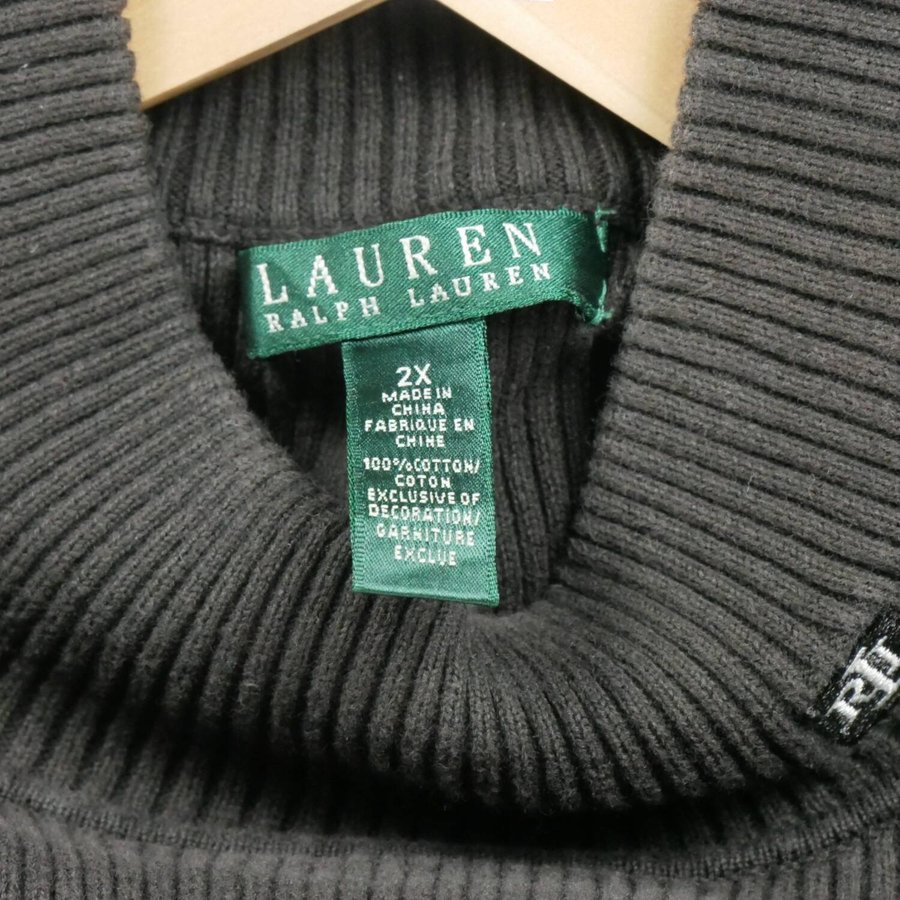 LAUREN
RALPH LAUREN
2X
MADE IN
CHINA
FABRIQUE EN
CHINE
100%COTTON/
COTON
EXCLUSIVE OF
DECORATION/
GARNITURE
EXCLUE